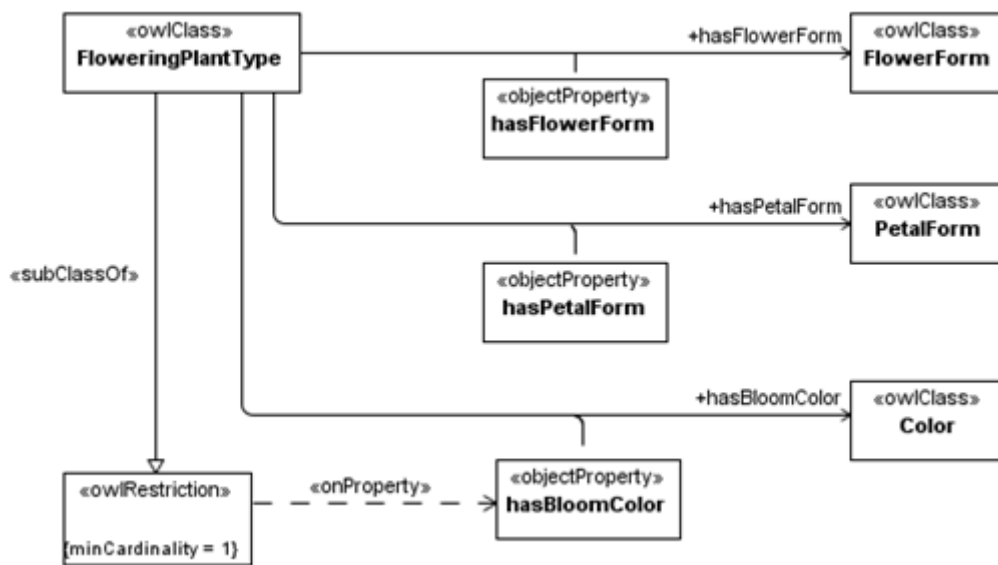 «owlClass»
FloweringPlantType
+hasFlowerForm
«owlClass»
FlowerForm
«objectProperty»
hasFlowerForm
+hasPetalForm
«owlClass»
PetalForm
«subClassOf»
«objectProperty»
hasPetalForm
+hasBloomColor
«owlClass»
Color
«owlRestriction»
{minCardinality = 1}
«onProperty»
«objectProperty»
hasBloomColor